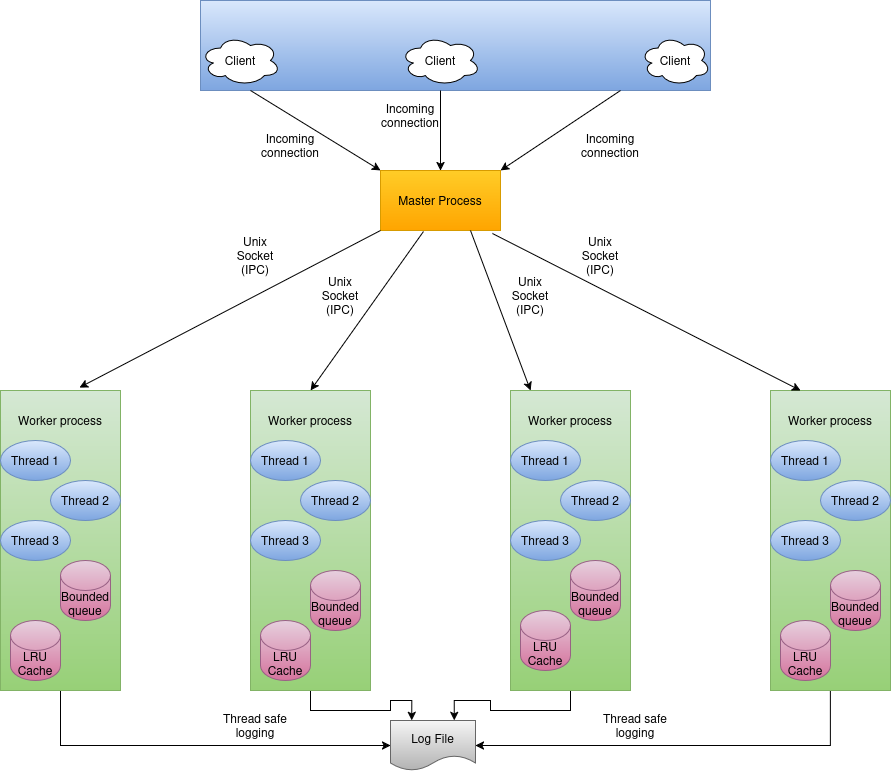 Client
Client
Client
Incoming
connection
Incoming
connection
Incoming
connection
Master Process
Unix
Socket
(IPC)
Unix
Socket
(IPC)
Unix
Socket
(IPC)
Unix
Socket
(IPC)
Worker process
Thread 1
Thread 2
Thread 3
Bounded
queue
LRU
Cache
Worker process
Thread 1
Thread 2
Thread 3
Bounded
queue
LRU
Cache
Worker process
Thread 1
Thread 2
Thread 3
Bounded
queue
LRU
Cache
Worker process
Thread 1
Thread 2
Thread 3
Bounded
queue
LRU
Cache
Thread safe
logging
Log File
Thread safe
logging